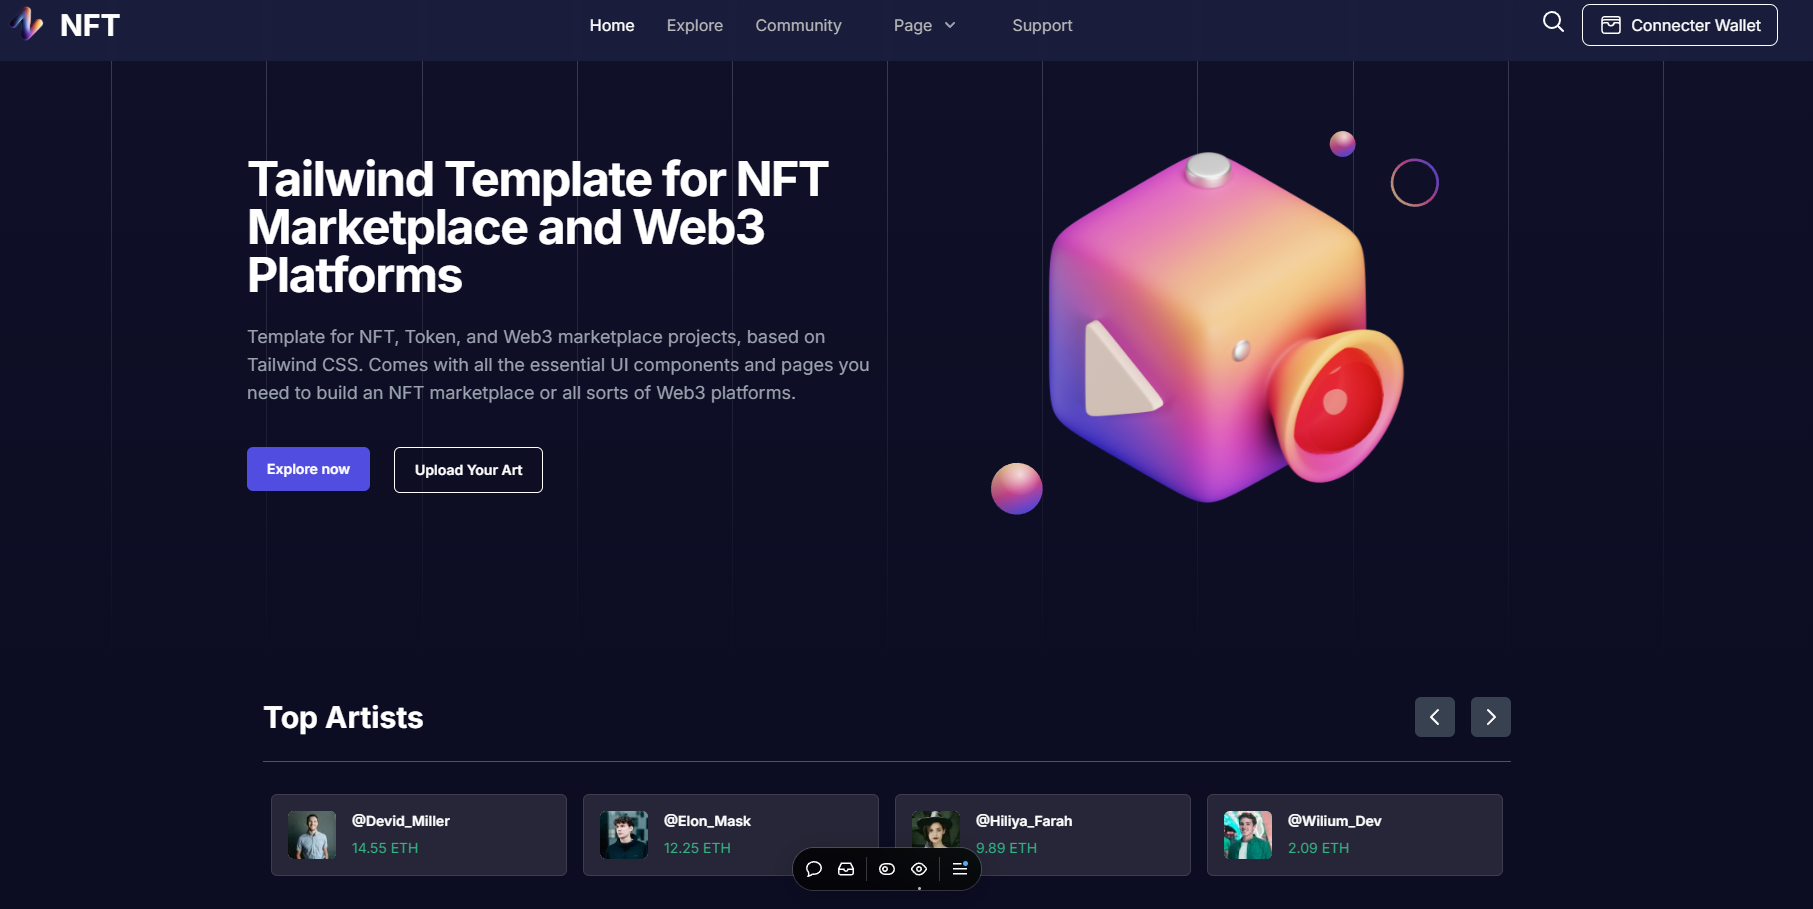 NFT
Home
Explore
Community
Page
Support
Connecter Wallet
Tailwind Template for NFT
Marketplace and Web3
Platforms
Template for NFT, Token, and Web3 marketplace projects, based on
Tailwind CSS. Comes with all the essential UI components and pages you
need to build an NFT marketplace or all sorts of Web3 platforms.
Explore now
Upload Your Art
Top Artists
@Devid_Miller
14.55 ETH
@Elon_Mask
12.25 ETH
@Hiliya_Farah
9.89 ETH
@Wilium_Dev
2.09 ETH